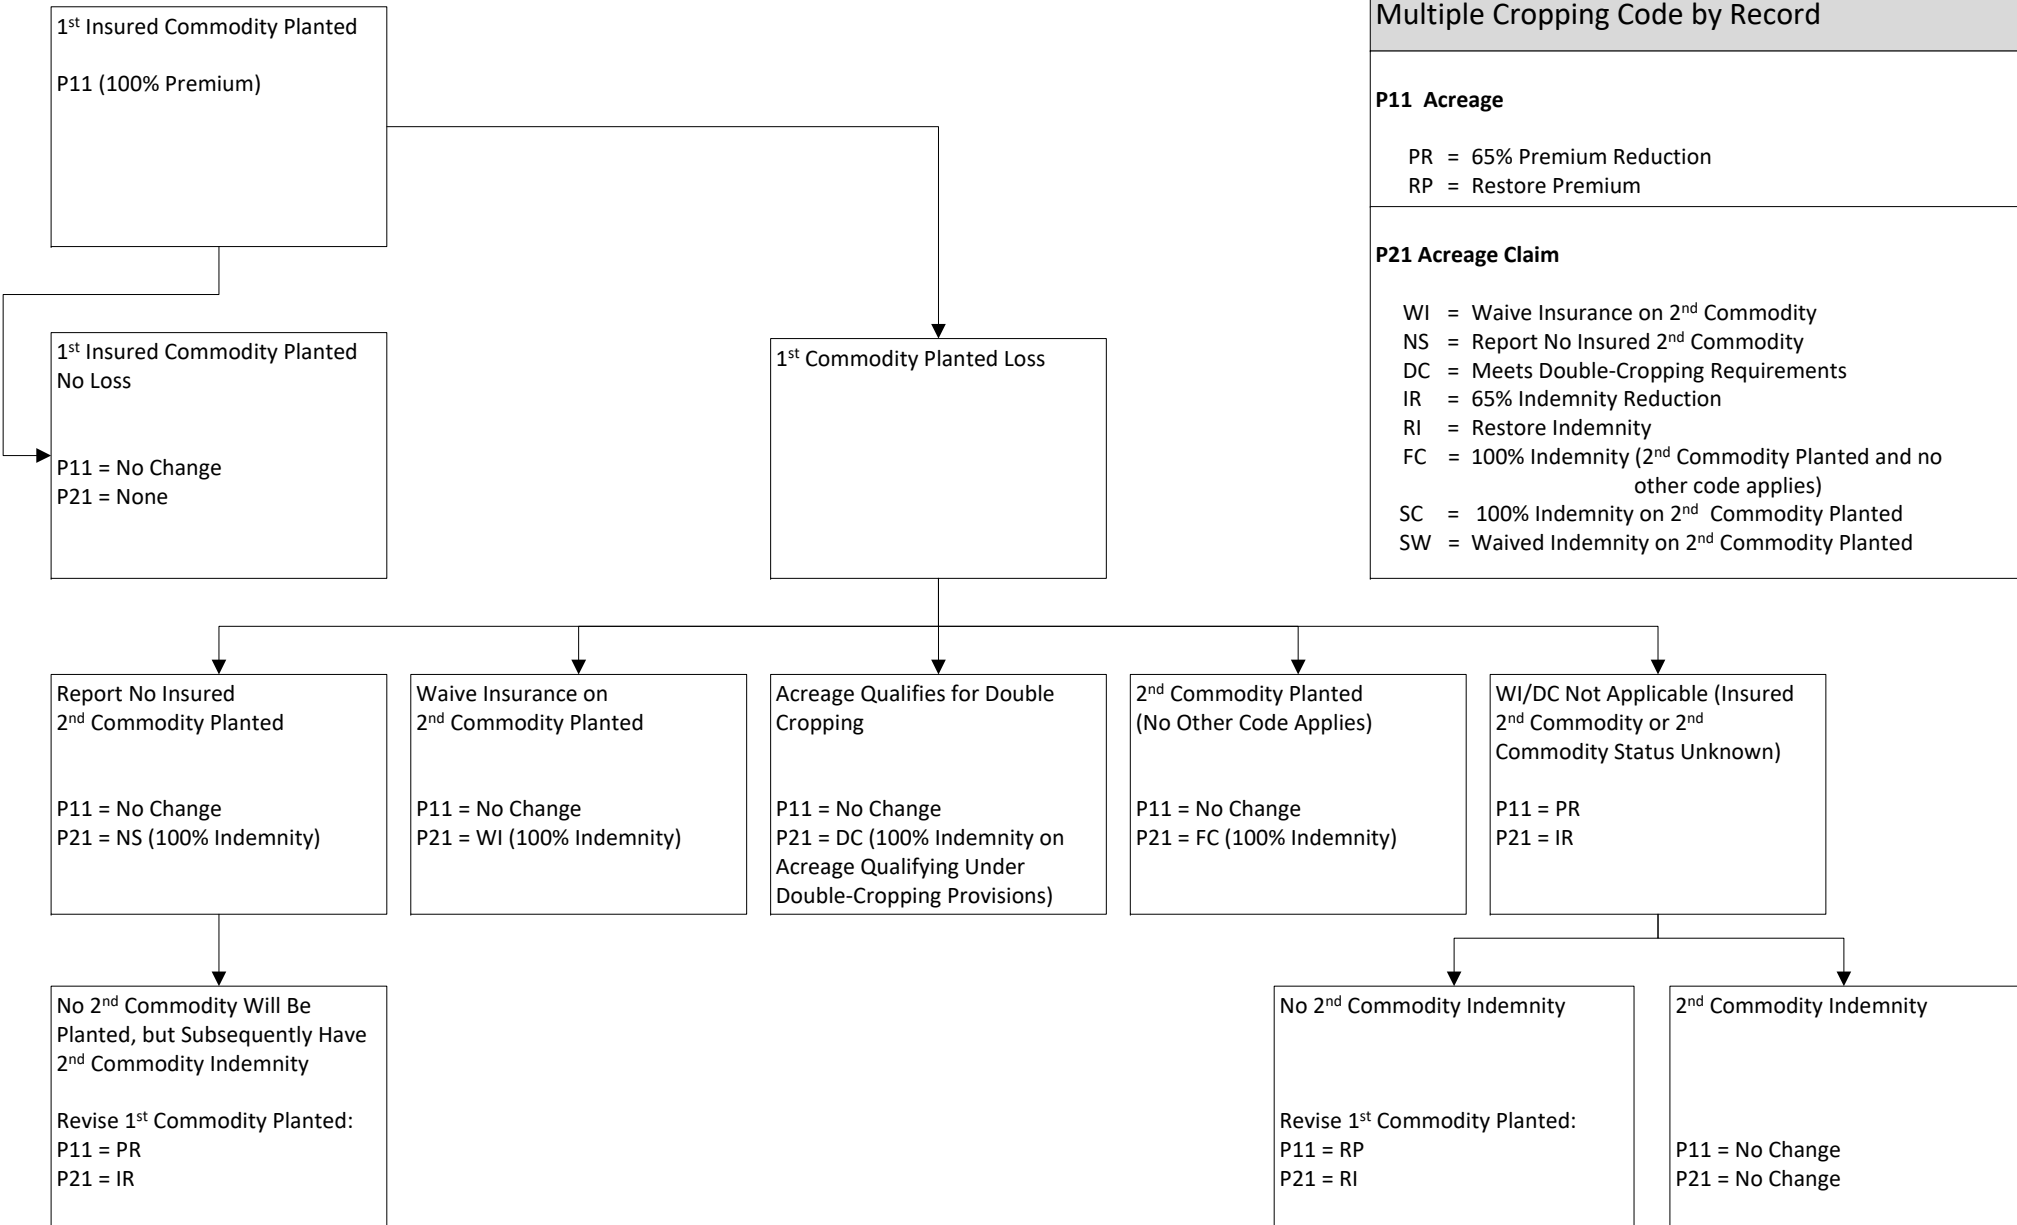 1st Insured Commodity Planted
P11 (100% Premium)
Multiple Cropping Code by Record
P11 Acreage
PR = 65% Premium Reduction
RP = Restore Premium
P21 Acreage Claim
WI = Waive Insurance on 2nd Commodity
NS = Report No Insured 2nd Commodity
DC = Meets Double-Cropping Requirements
IR = 65% Indemnity Reduction
RI = Restore Indemnity
FC = 100% Indemnity (2nd Commodity Planted and no
other code applies)
SC = 100% Indemnity on 2nd Commodity Planted
SW = Waived Indemnity on 2nd Commodity Planted
1st Insured Commodity Planted
No Loss
P11 = No Change
P21 = None
1st Commodity Planted Loss
Report No Insured
2nd Commodity Planted
P11 = No Change
P21 = NS (100% Indemnity)
Waive Insurance on
2nd Commodity Planted
P11 = No Change
P21 = WI (100% Indemnity)
Acreage Qualifies for Double
Cropping
P11 = No Change
P21 = DC (100% Indemnity on
Acreage Qualifying Under
Double-Cropping Provisions)
2nd Commodity Planted
(No Other Code Applies)
P11 = No Change
P21 = FC (100% Indemnity)
WI/DC Not Applicable (Insured
2nd Commodity or 2nd
Commodity Status Unknown)
P11 = PR
P21 = IR
No 2nd Commodity Will Be
Planted, but Subsequently Have
2nd Commodity Indemnity
Revise 1st Commodity Planted:
P11 = PR
P21 = IR
No 2nd Commodity Indemnity
Revise 1st Commodity Planted:
P11 = RP
P21 = RI
2nd Commodity Indemnity
P11 = No Change
P21 = No Change